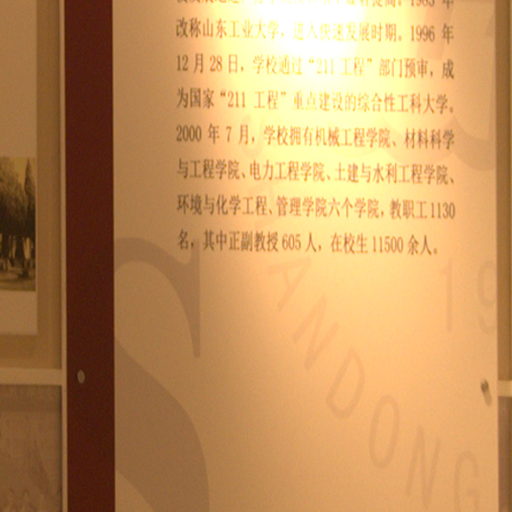 改称山东工业大学,进入快速发展时期。1996 年
12 月 28 日,学校通过“211 工程”部门预审,成
为国家“211 工程”重点建设的综合性工科大学。
2000 年 7 月,学校拥有机械工程学院、材料科学
与工程学院、电力工程学院、土建与水利工程学院、
环境与化学工程、管理学院六个学院,教职工1130
名,其中正副教授 605 人,在校生 11500 余人。
S
ANDONG
19